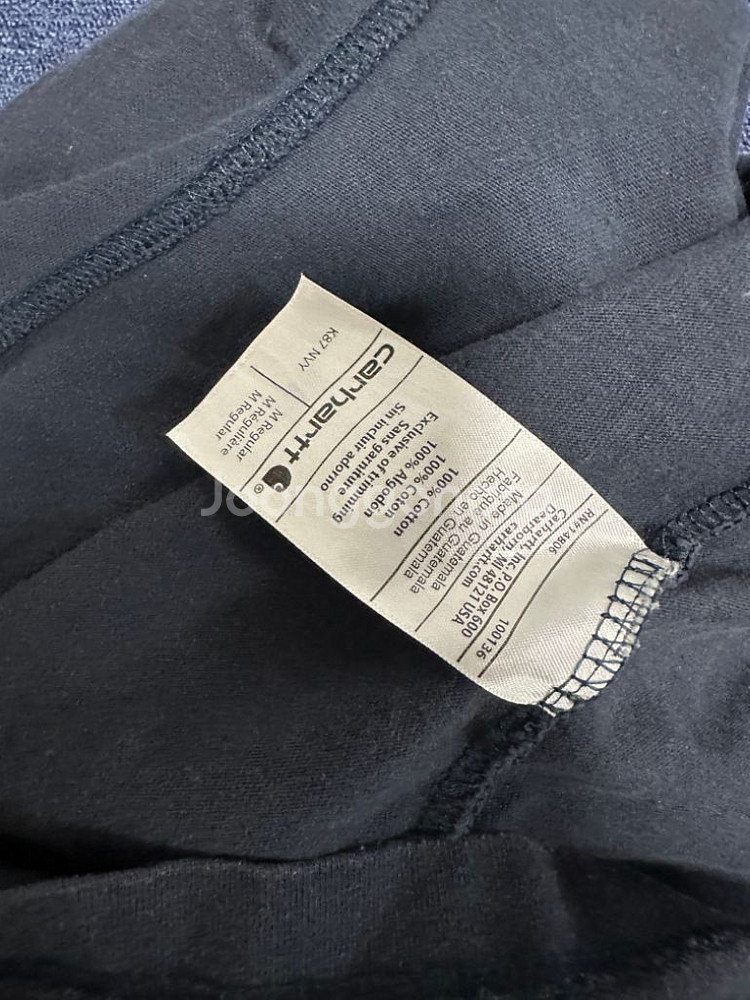 RN#14806 100136
Carhartt, Inc. P.O. Box 600
Dearborn, MI 48121 USA
carhartt.com
Made in Guatemala
Fabriqué au Guatemala
Hecho en Guatemala
100% Cotton
100% Coton
100% Algodón
Exclusive of trimming
Sans garniture
Sin incluir adorno
carhartt ®
K87 NVY M Regular
M Régulière
M Regular